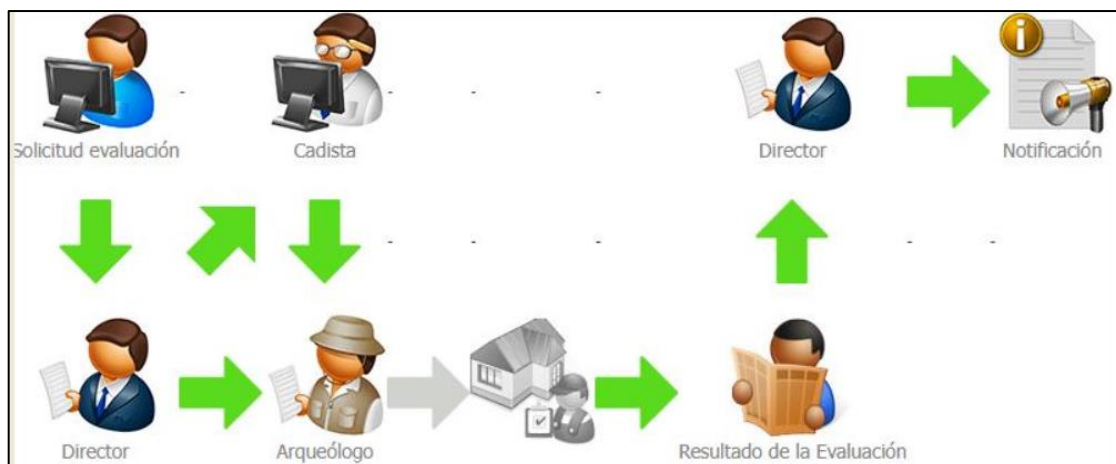 Solicitud evaluación
Cadista
Director
Notificación
Director
Arqueólogo
Resultado de la Evaluación